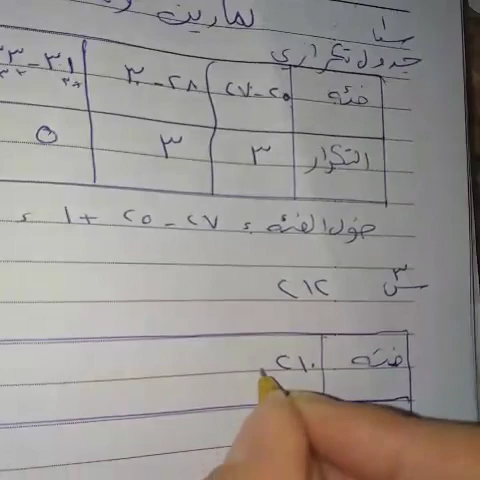 تمارين
س١
جدول تكراري
فئة ٢٥-٢٧ ٢٨-٣٠ ٣١-٣٣
التكرار ٣ ٣ ٥
طول الفئة = ٢٧-٢٥ +١ =
س٣ ٢١٢
فئة ٢١٠